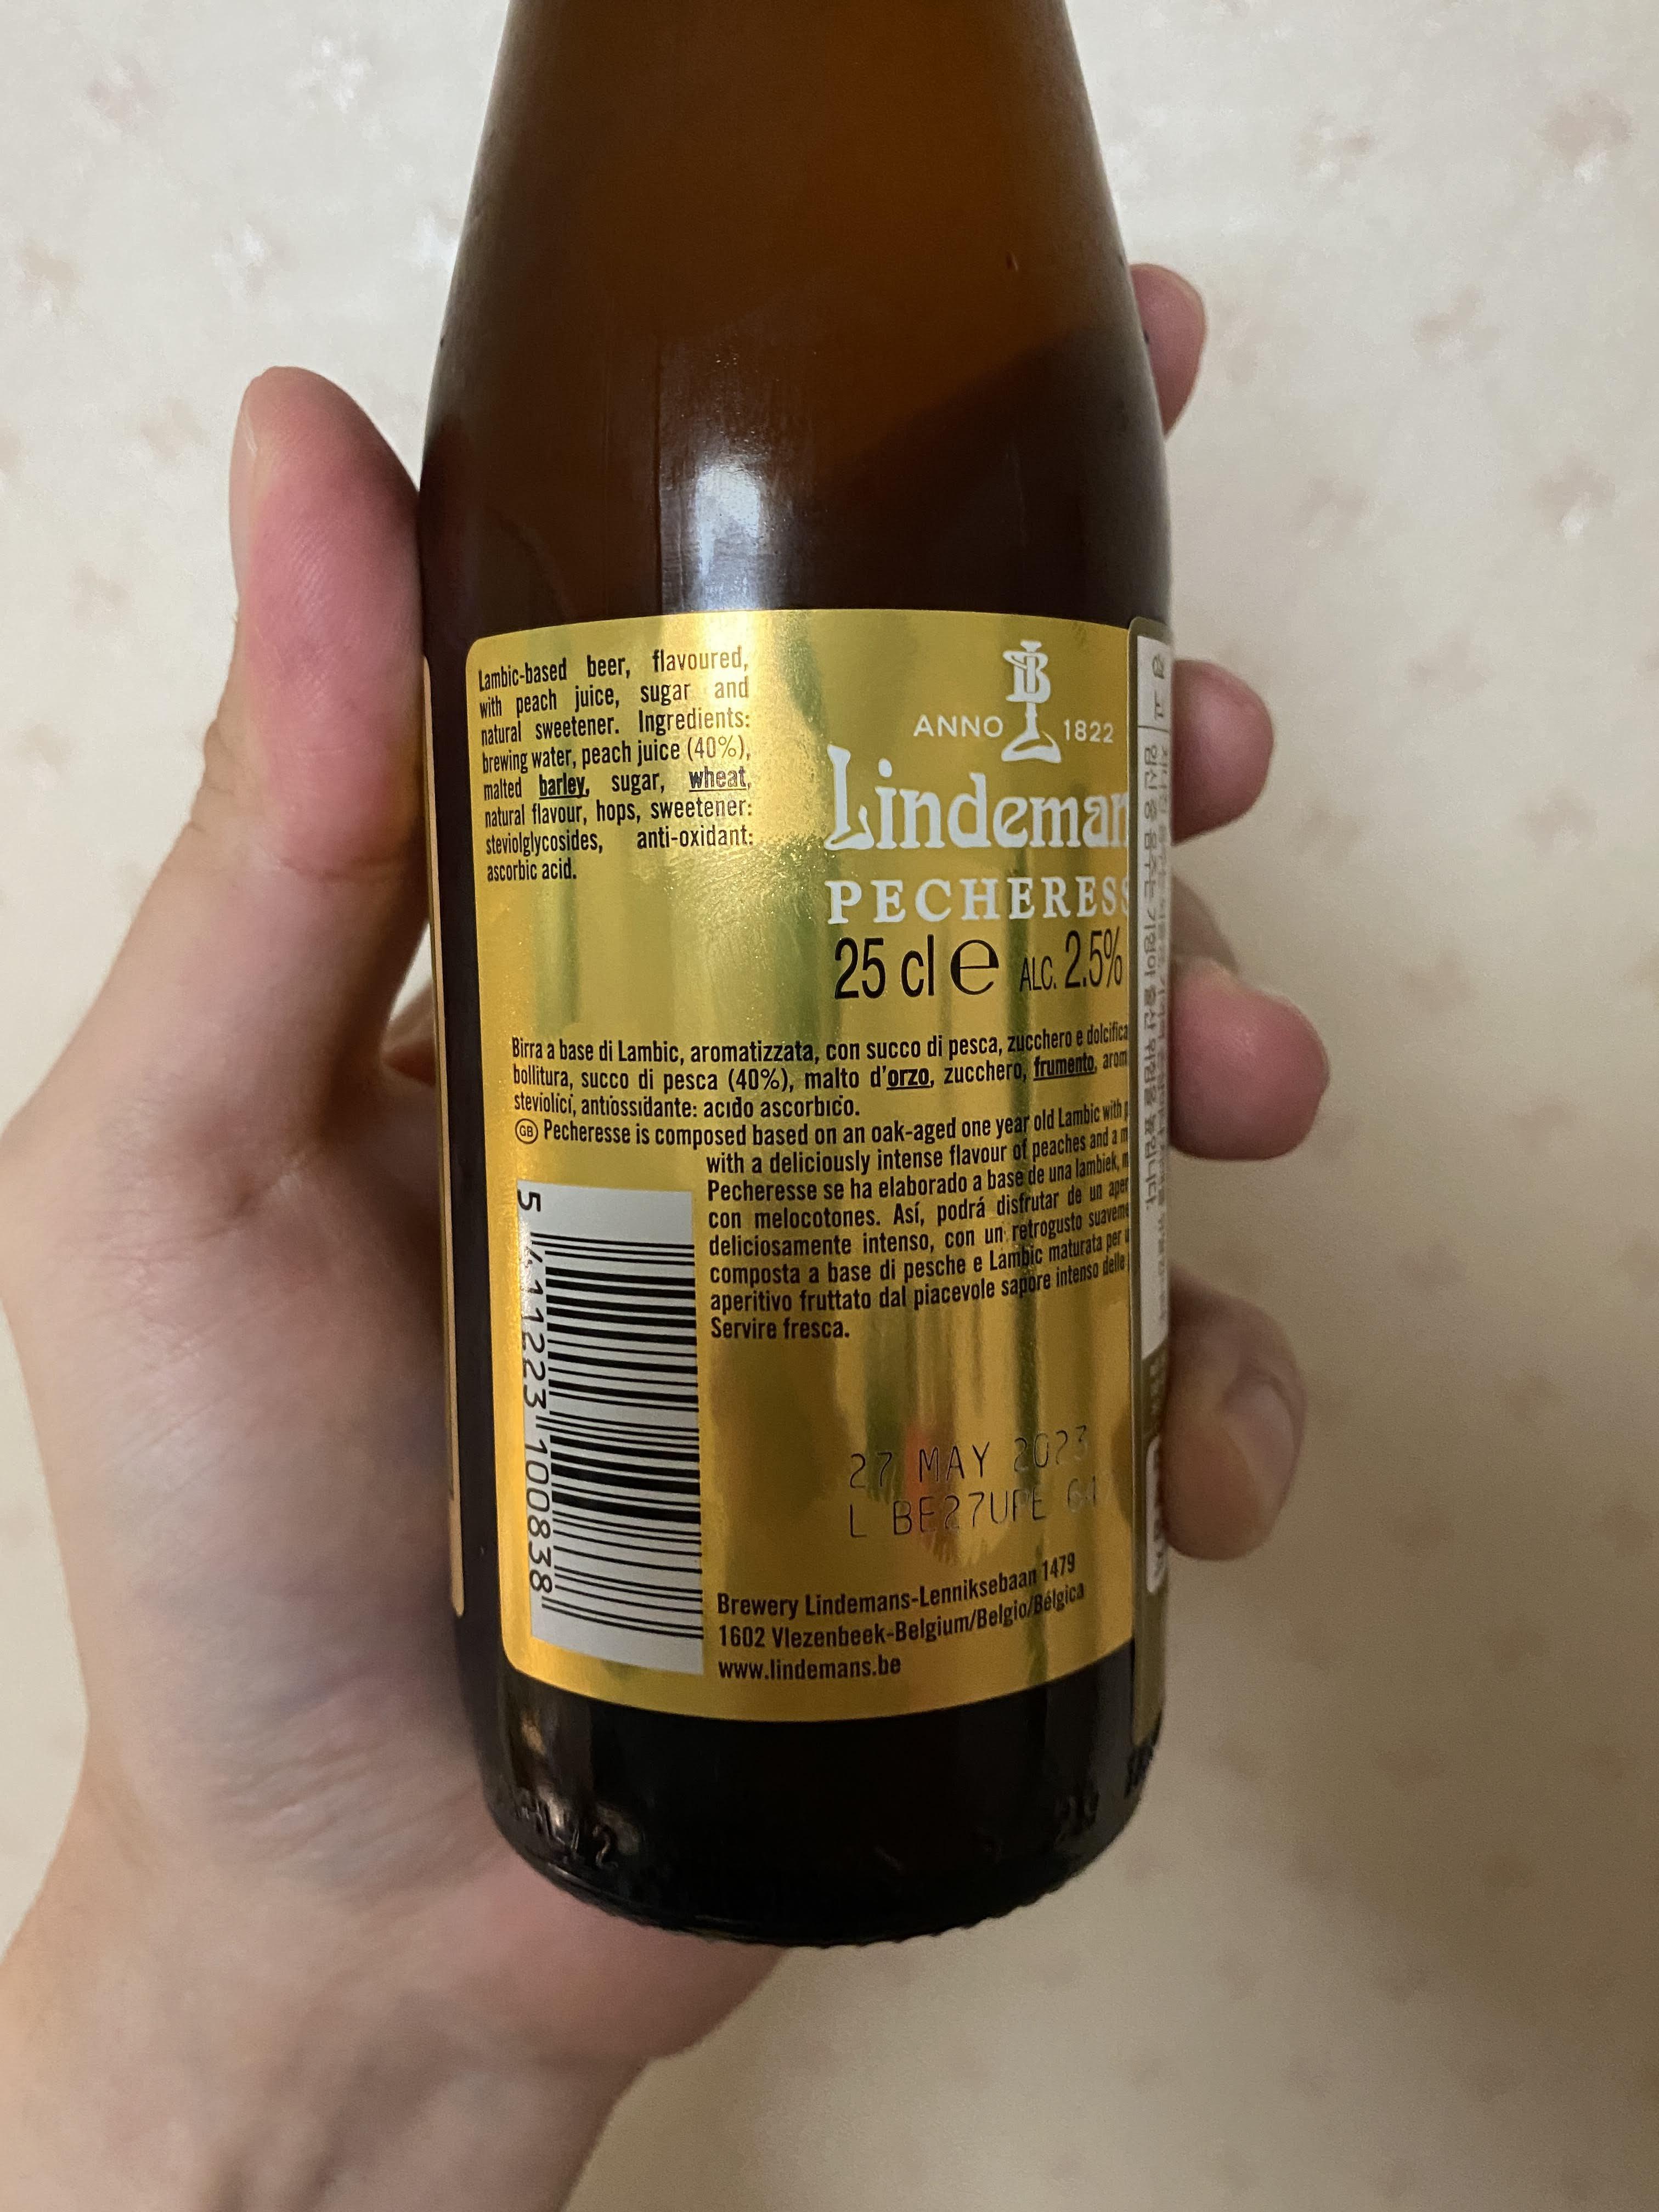 Lambic-based beer, flavoured,
with peach juice, sugar and
natural sweetener. Ingredients:
brewing water, peach juice (40%),
malted barley, sugar, wheat,
natural flavour, hops, sweetener:
steviolglycosides, anti-oxidant:
ascorbic acid.
B
ANNO 1822
Lindeman
PECHERESS
25 cl e ALC. 2.5%
Birra a base di Lambic, aromatizzata, con succo di pesca, zucchero e dolcifica
bollitura, succo di pesca (40%), malto d'orzo, zucchero, frumento, arom
steviolici, antiossidante: acido ascorbico.
GB Pecheresse is composed based on an oak-aged one year old Lambic with p
with a deliciously intense flavour of peaches and a m
Pecheresse se ha elaborado a base de una lambiek, m
con melocotones. Así, podrá disfrutar de un aper
deliciosamente intenso, con un retrogusto suaveme
composta a base di pesche e Lambic maturata per u
aperitivo fruttato dal piacevole sapore intenso delle
Servire fresca.
5 411223 100838
27 MAY 2023
L BE27UPE 64
Brewery Lindemans-Lenniksebaan 1479
1602 Vlezenbeek-Belgium/Belgio/Bélgica
www.lindemans.be